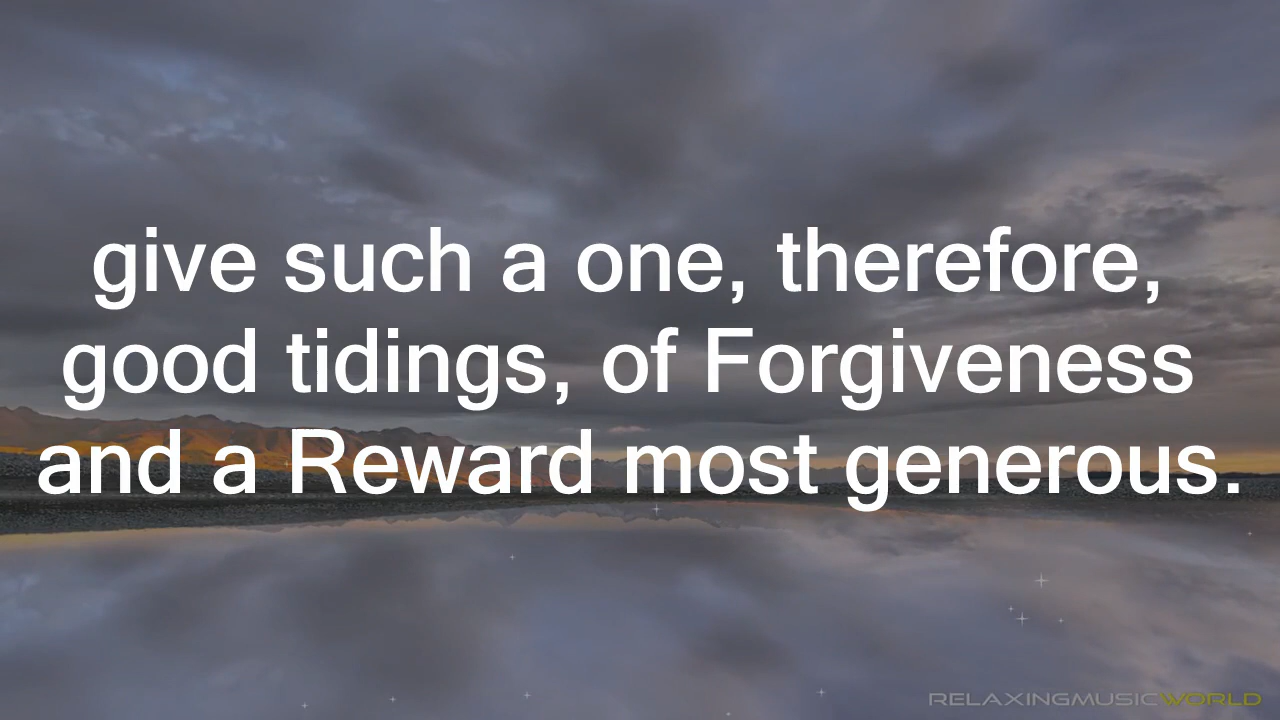 give such a one, therefore,
good tidings, of Forgiveness
and a Reward most generous.
RELAXINGMUSICWORLD